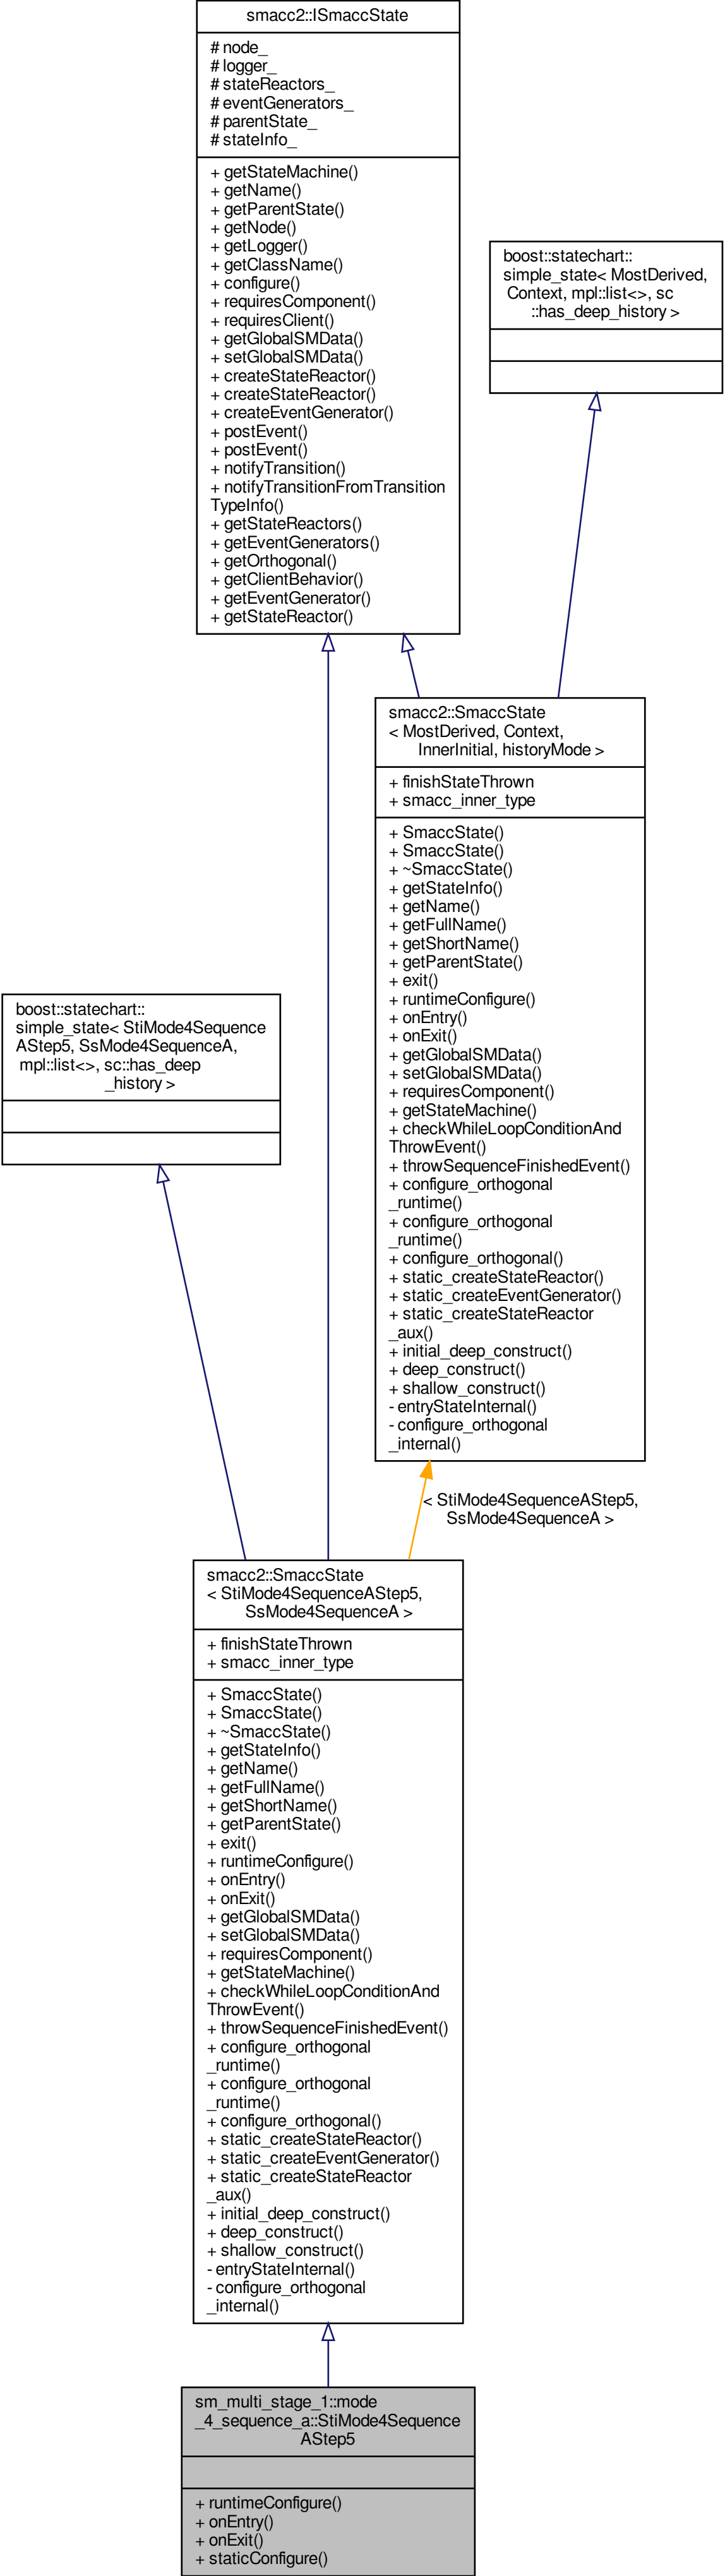 smacc2::ISmaccState
# node_
# logger_
# stateReactors_
# eventGenerators_
# parentState_
# stateInfo_
+ getStateMachine()
+ getName()
+ getParentState()
+ getNode()
+ getLogger()
+ getClassName()
+ configure()
+ requiresComponent()
+ requiresClient()
+ getGlobalSMData()
+ setGlobalSMData()
+ createStateReactor()
+ createStateReactor()
+ createEventGenerator()
+ postEvent()
+ postEvent()
+ notifyTransition()
+ notifyTransitionFromTransition
TypeInfo()
+ getStateReactors()
+ getEventGenerators()
+ getOrthogonal()
+ getClientBehavior()
+ getEventGenerator()
+ getStateReactor()
boost::statechart::
simple_state< MostDerived,
Context, mpl::list<>, sc
::has_deep_history >
smacc2::SmaccState
< MostDerived, Context,
InnerInitial, historyMode >
+ finishStateThrown
+ smacc_inner_type
+ SmaccState()
+ SmaccState()
+ ~SmaccState()
+ getStateInfo()
+ getName()
+ getFullName()
+ getShortName()
+ getParentState()
+ exit()
+ runtimeConfigure()
+ onEntry()
+ onExit()
+ getGlobalSMData()
+ setGlobalSMData()
+ requiresComponent()
+ getStateMachine()
+ checkWhileLoopConditionAnd
ThrowEvent()
+ throwSequenceFinishedEvent()
+ configure_orthogonal
_runtime()
+ configure_orthogonal
_runtime()
+ configure_orthogonal()
+ static_createStateReactor()
+ static_createEventGenerator()
+ static_createStateReactor
_aux()
+ initial_deep_construct()
+ deep_construct()
+ shallow_construct()
- entryStateInternal()
- configure_orthogonal
_internal()
boost::statechart::
simple_state< StiMode4Sequence
AStep5, SsMode4SequenceA,
mpl::list<>, sc::has_deep
_history >
< StiMode4SequenceAStep5,
SsMode4SequenceA >
smacc2::SmaccState
< StiMode4SequenceAStep5,
SsMode4SequenceA >
+ finishStateThrown
+ smacc_inner_type
+ SmaccState()
+ SmaccState()
+ ~SmaccState()
+ getStateInfo()
+ getName()
+ getFullName()
+ getShortName()
+ getParentState()
+ exit()
+ runtimeConfigure()
+ onEntry()
+ onExit()
+ getGlobalSMData()
+ setGlobalSMData()
+ requiresComponent()
+ getStateMachine()
+ checkWhileLoopConditionAnd
ThrowEvent()
+ throwSequenceFinishedEvent()
+ configure_orthogonal
_runtime()
+ configure_orthogonal
_runtime()
+ configure_orthogonal()
+ static_createStateReactor()
+ static_createEventGenerator()
+ static_createStateReactor
_aux()
+ initial_deep_construct()
+ deep_construct()
+ shallow_construct()
- entryStateInternal()
- configure_orthogonal
_internal()
sm_multi_stage_1::mode
_4_sequence_a::StiMode4Sequence
AStep5
+ runtimeConfigure()
+ onEntry()
+ onExit()
+ staticConfigure()